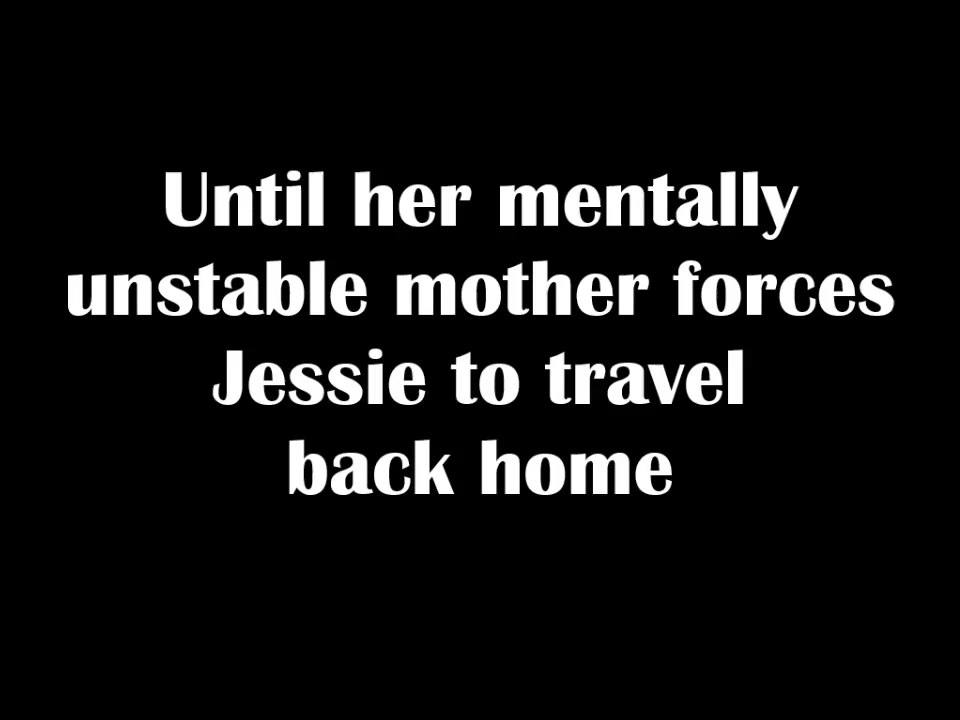 Until her mentally
unstable mother forces
Jessie to travel
back home